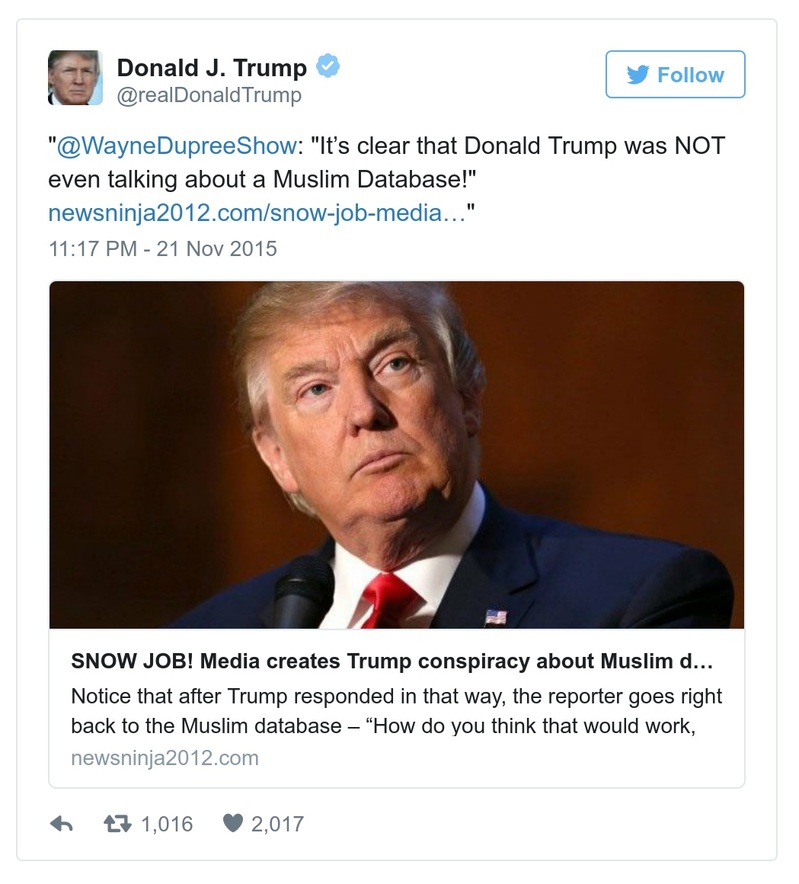 Donald J. Trump
@realDonaldTrump
Follow
"@WayneDupreeShow: "It’s clear that Donald Trump was NOT
even talking about a Muslim Database!"
newsninja2012.com/snow-job-media…"
11:17 PM - 21 Nov 2015
SNOW JOB! Media creates Trump conspiracy about Muslim d…
Notice that after Trump responded in that way, the reporter goes right
back to the Muslim database – “How do you think that would work,
newsninja2012.com
1,016 2,017